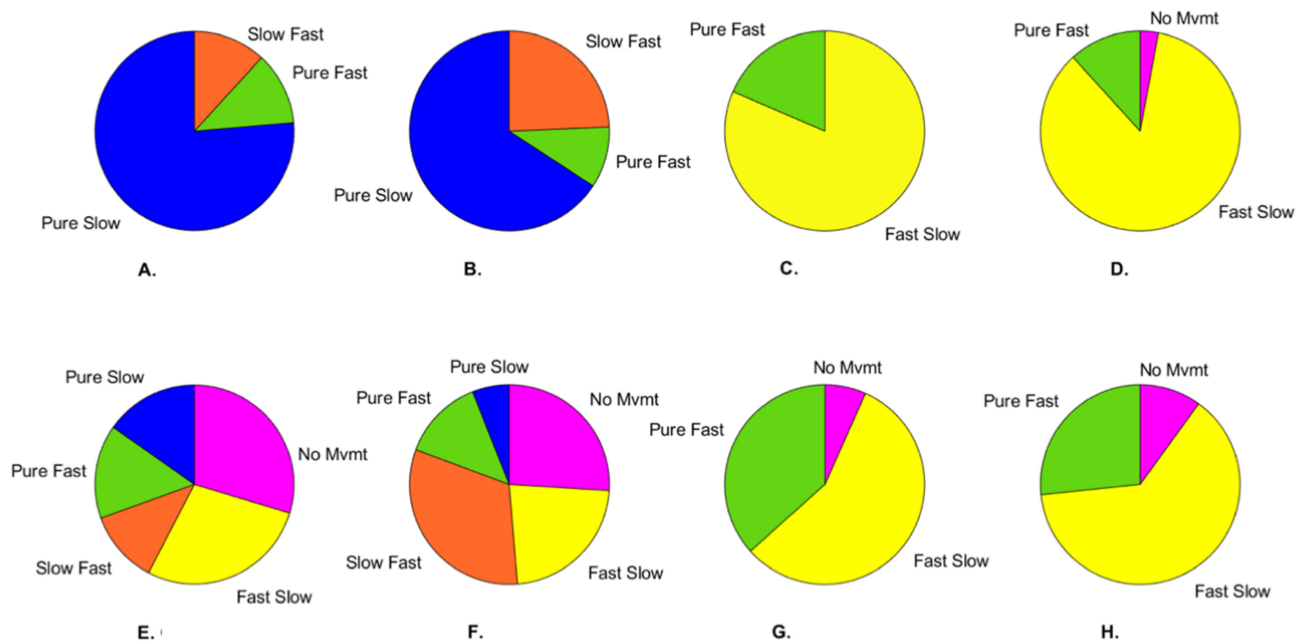 Slow Fast
Pure Fast
Pure Slow
A.
Slow Fast
Pure Fast
Pure Slow
B.
Pure Fast
Fast Slow
C.
No Mvmt
Pure Fast
Fast Slow
D.
Pure Slow
No Mvmt
Pure Fast
Slow Fast
Fast Slow
E.
Pure Slow
Pure Fast
No Mvmt
Slow Fast
Fast Slow
F.
No Mvmt
Pure Fast
Fast Slow
G.
No Mvmt
Pure Fast
Fast Slow
H.